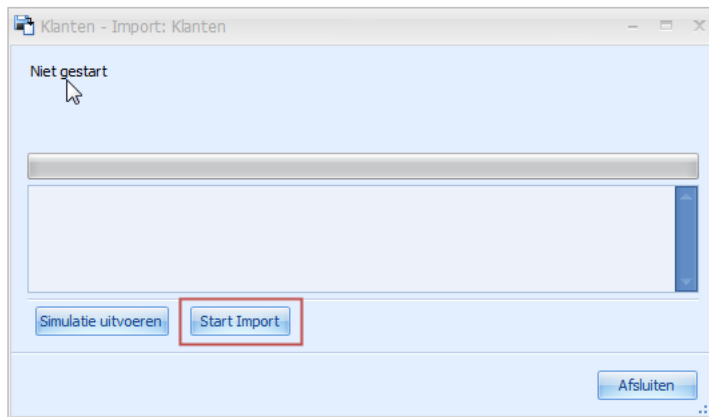 Klanten - Import: Klanten
Niet gestart
Simulatie uitvoeren
Start Import
Afsluiten